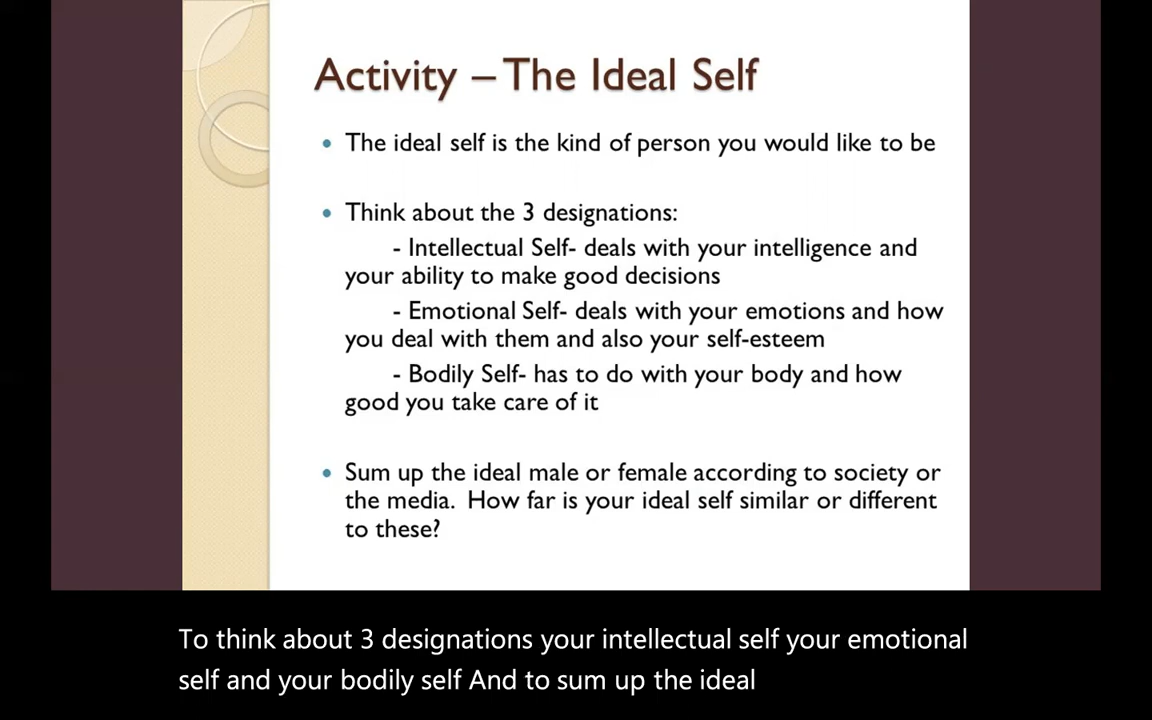 Activity – The Ideal Self
• The ideal self is the kind of person you would like to be
• Think about the 3 designations:
- Intellectual Self- deals with your intelligence and
your ability to make good decisions
- Emotional Self- deals with your emotions and how
you deal with them and also your self-esteem
- Bodily Self- has to do with your body and how
good you take care of it
• Sum up the ideal male or female according to society or
the media. How far is your ideal self similar or different
to these?
To think about 3 designations your intellectual self your emotional
self and your bodily self And to sum up the ideal